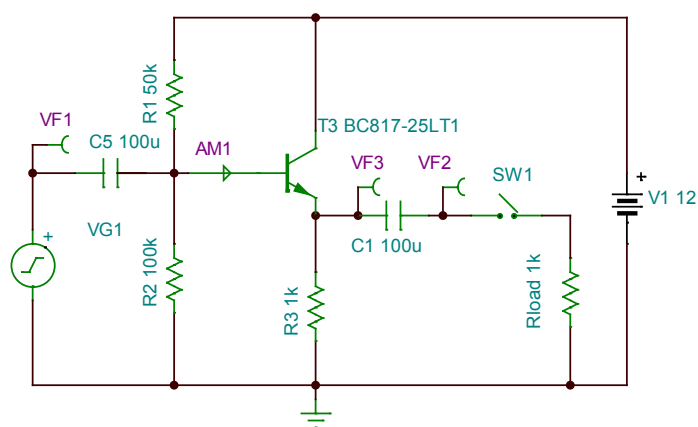 R1 50k
VF1
C5 100u
AM1
T3 BC817-25LT1
VF3
VF2
SW1
+
V1 12
VG1
+
C1 100u
R2 100k
R3 1k
Rload 1k